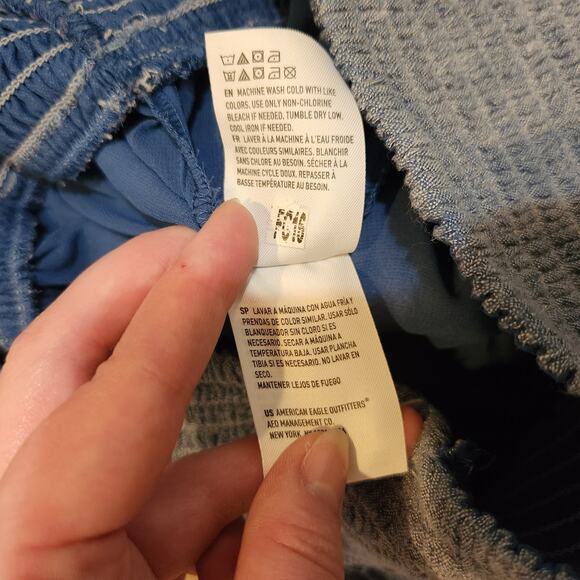 EN MACHINE WASH COLD WITH LIKE
COLORS. USE ONLY NON-CHLORINE
BLEACH IF NEEDED. TUMBLE DRY LOW,
COOL IRON IF NEEDED.
FR LAVER À LA MACHINE À L'EAU FROIDE
AVEC COULEURS SIMILAIRES. BLANCHIR
SANS CHLORE AU BESOIN. SÉCHER À LA
MACHINE CYCLE DOUX. REPASSER À
BASSE TEMPÉRATURE AU BESOIN.
SP LAVAR A MÁQUINA CON AGUA FRÍA Y
PRENDAS DE COLOR SIMILAR. USAR SÓLO
BLANQUEADOR SIN CLORO SI ES
NECESARIO. SECAR A MÁQUINA A
TEMPERATURA BAJA. USAR PLANCHA
TIBIA SI ES NECESARIO. NO LAVAR EN
SECO.
MANTENER LEJOS DE FUEGO
US AMERICAN EAGLE OUTFITTERS®
AEO MANAGEMENT CO.
NEW YORK,